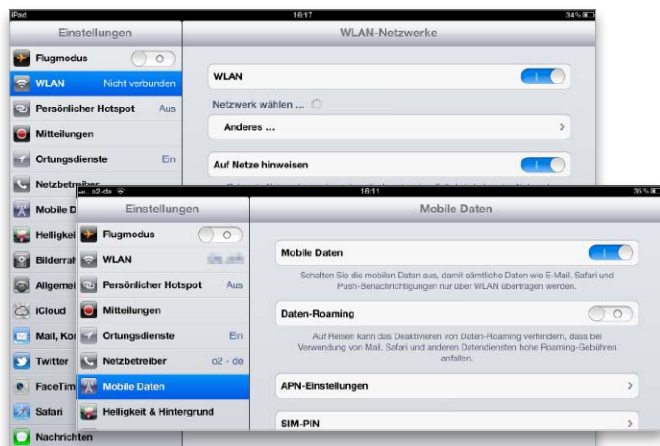 iPad 16:17 34%
Einstellungen
WLAN-Netzwerke
Flugmodus
WLAN Nicht verbunden
Persönlicher Hotspot Aus
Mitteilungen
Ortungsdienste Ein
Netzbetreiber
Mobile D
Helligkei
Bilderrah
Allgemei
iCloud
Mail, Kon
Twitter
FaceTim
Safari
Nachrichten
WLAN
Netzwerk wählen ...
Anderes ...
Auf Netze hinweisen
o2-de 16:11 35%
Einstellungen
Mobile Daten
Flugmodus
WLAN
Persönlicher Hotspot Aus
Mitteilungen
Ortungsdienste Ein
Netzbetreiber o2 - de
Mobile Daten
Helligkeit & Hintergrund
Mobile Daten
Schalten Sie die mobilen Daten aus, damit sämtliche Daten wie E-Mail, Safari und
Push-Benachrichtigungen nur über WLAN übertragen werden.
Daten-Roaming
Auf Reisen kann das Deaktivieren von Daten-Roaming verhindern, dass bei
Verwendung von Mail, Safari und anderen Datendiensten hohe Roaming-Gebühren
anfallen.
APN-Einstellungen
SIM-PIN